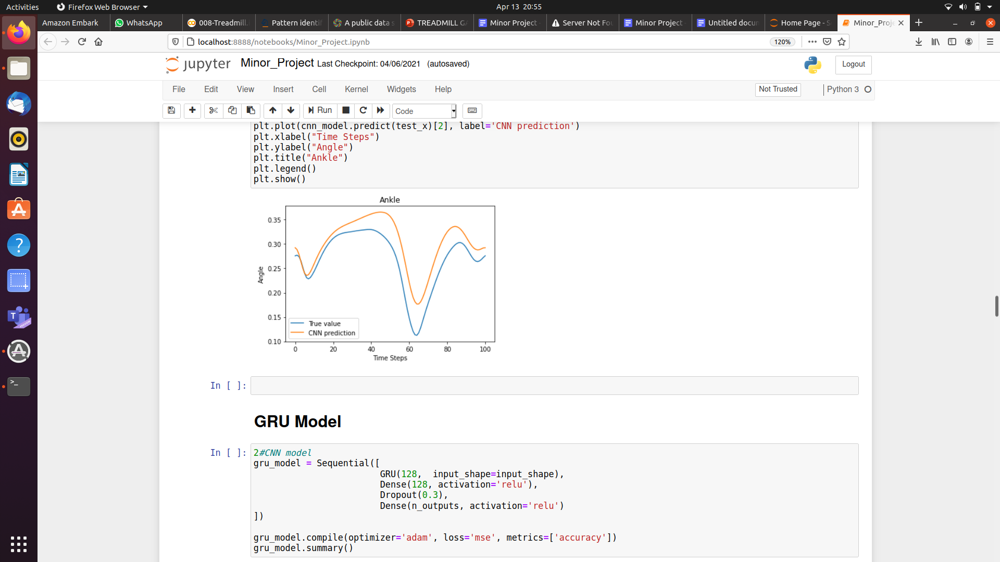 Activities
Firefox Web Browser
Apr 13 20:55
Amazon Embark
WhatsApp
008-Treadmill.
Pattern identi
A public data s
TREADMILL GA
Minor Project
Server Not Fou
Minor Project
Untitled docu
Home Page - S
Minor_Proj
localhost:8888/notebooks/Minor_Project.ipynb
120%
jupyter
Minor_Project Last Checkpoint: 04/06/2021 (autosaved)
Logout
File
Edit
View
Insert
Cell
Kernel
Widgets
Help
Not Trusted
Python 3
Run
Code
plt.plot(cnn_model.predict(test_x)[2], label='CNN prediction')
plt.xlabel("Time Steps")
plt.ylabel("Angle")
plt.title("Ankle")
plt.legend()
plt.show()
Ankle
0.35
0.30
0.25
0.20
0.15
0.10
Angle
True value
CNN prediction
0 20 40 60 80 100
Time Steps
In [ ]:
GRU Model
In [ ]:
2#CNN model
gru_model = Sequential([
GRU(128,  input_shape=input_shape),
Dense(128, activation='relu'),
Dropout(0.3),
Dense(n_outputs, activation='relu')
])
gru_model.compile(optimizer='adam', loss='mse', metrics=['accuracy'])
gru_model.summary()